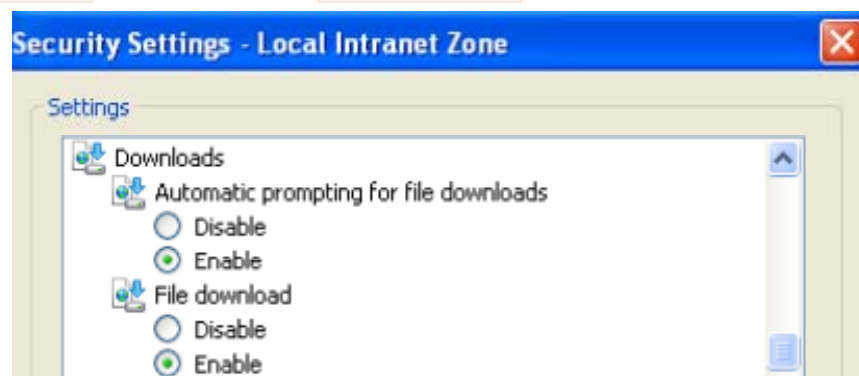 Security Settings - Local Intranet Zone
Settings
Downloads
Automatic prompting for file downloads
Disable
Enable
File download
Disable
Enable